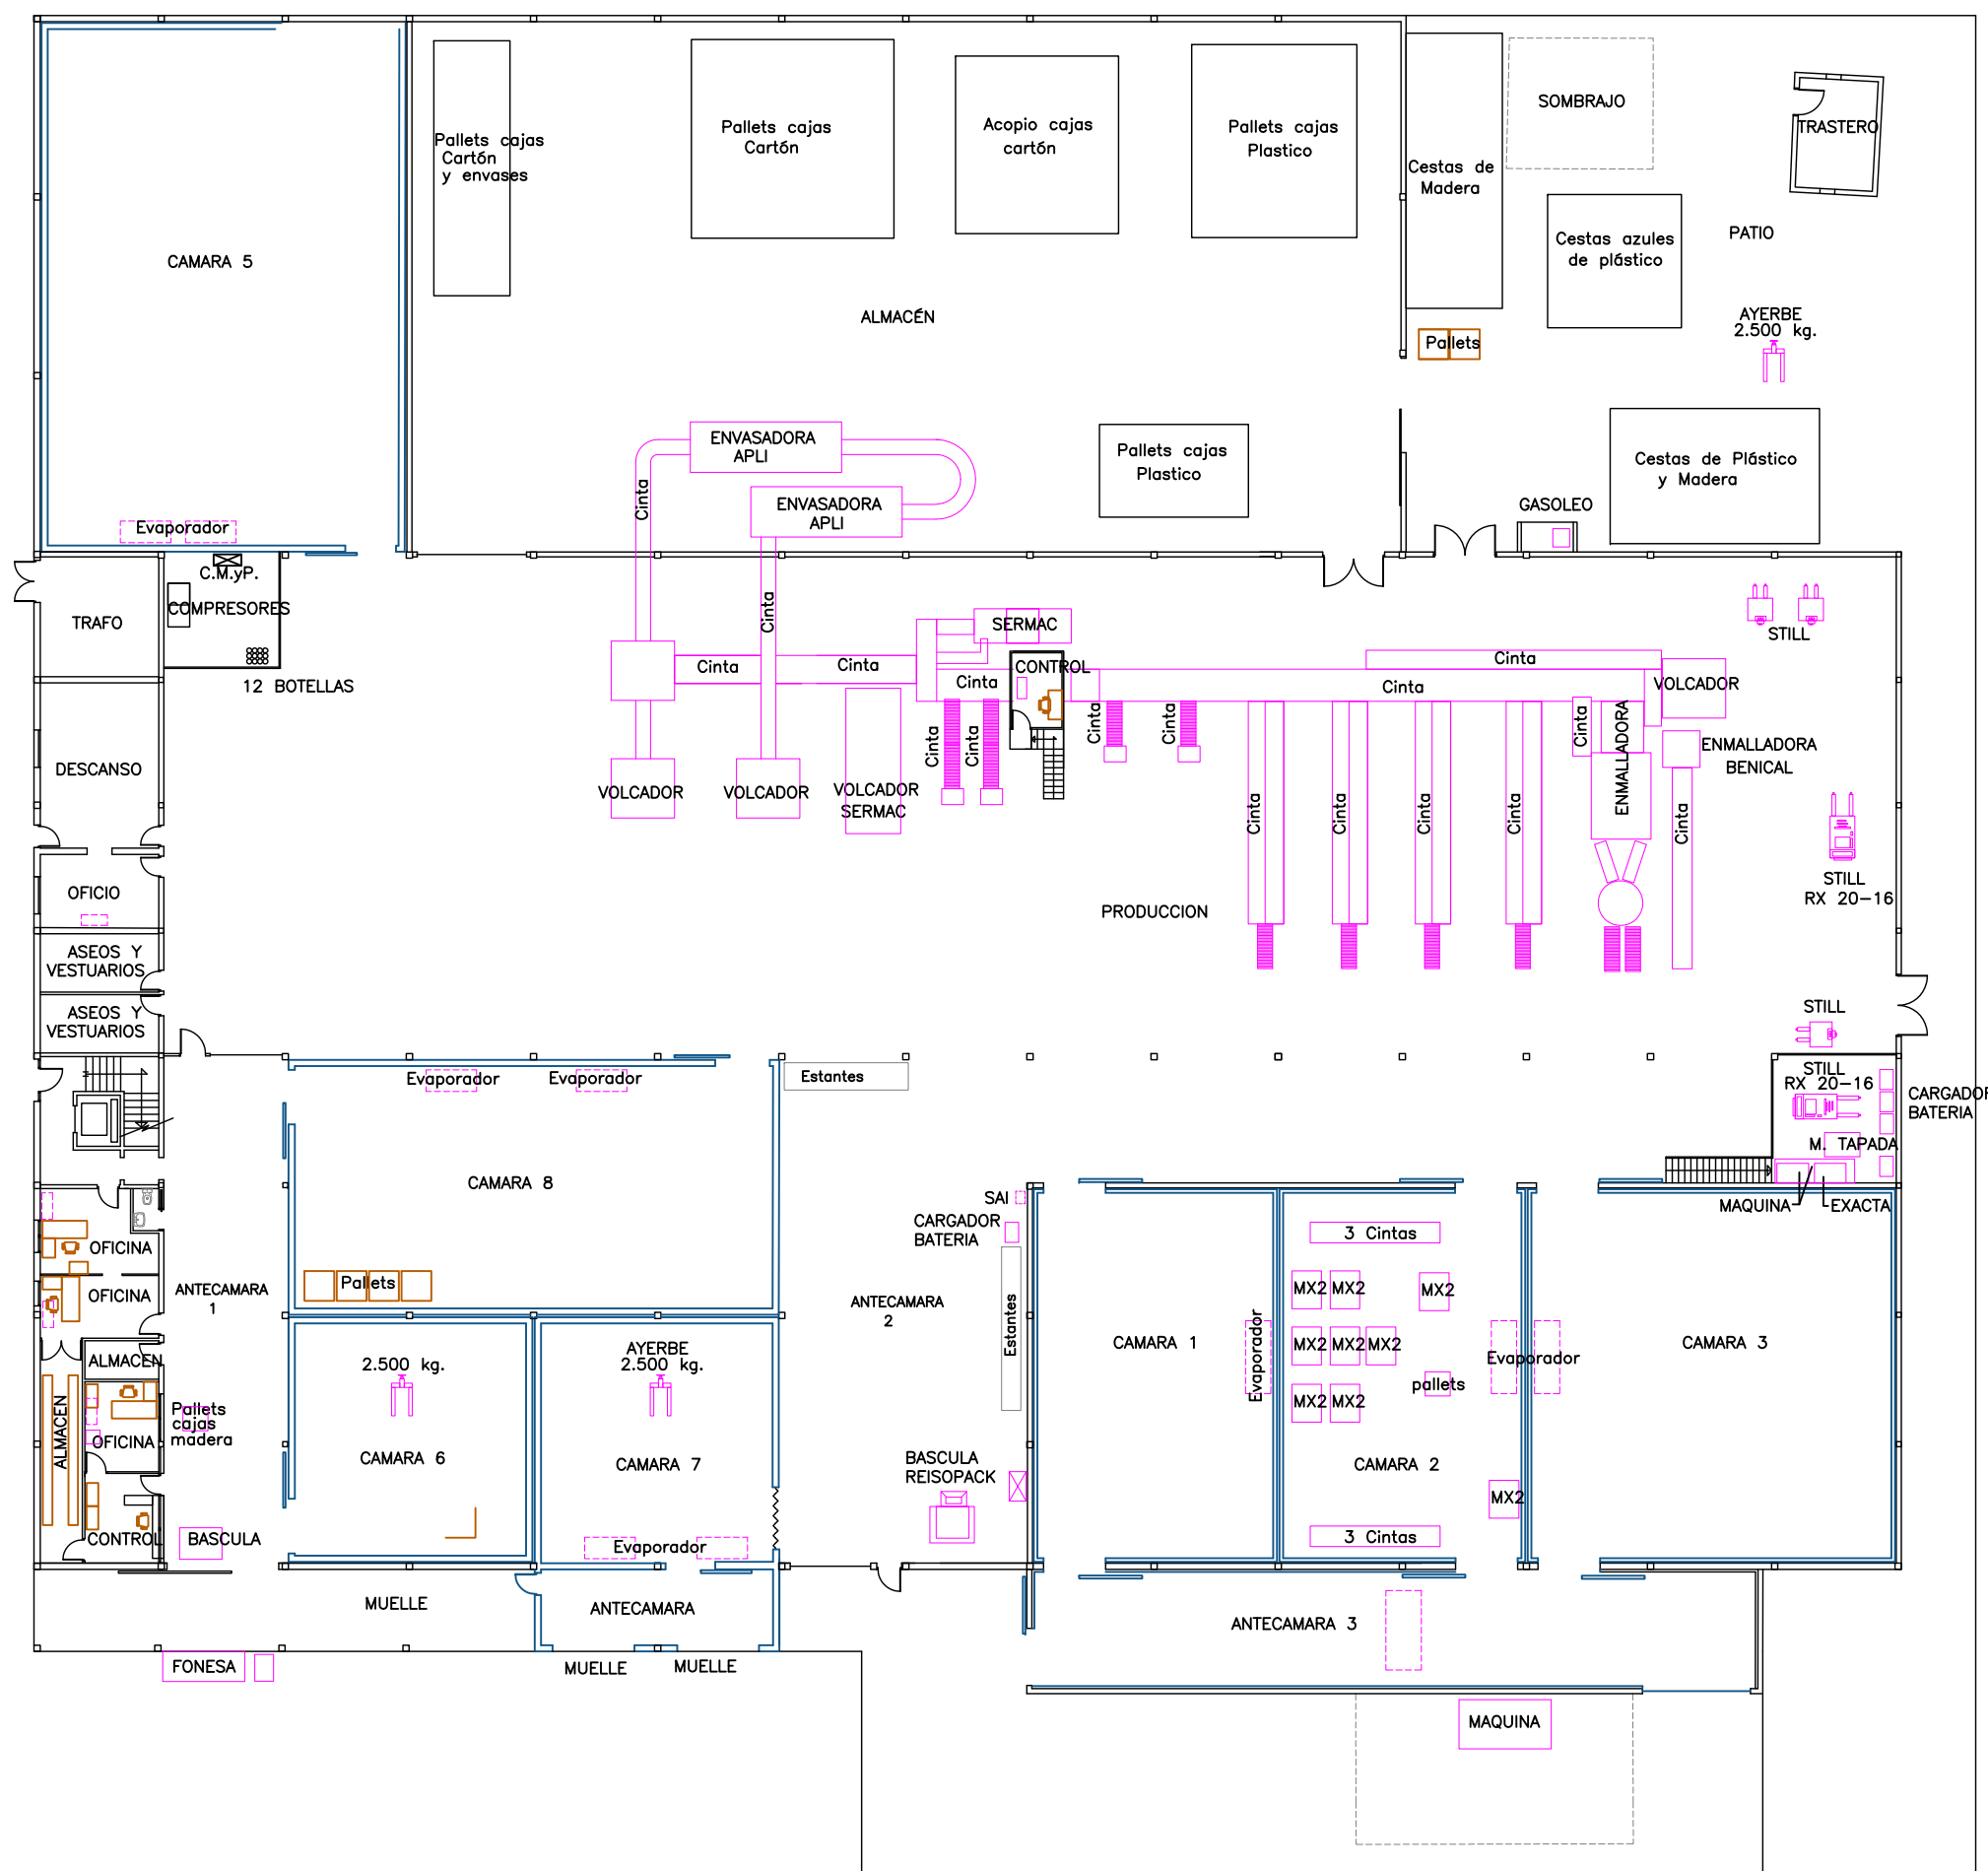 SOMBRAJO
TRASTERO
Pallets cajas
Cartón
y envases
Pallets cajas
Cartón
Acopio cajas
cartón
Pallets cajas
Plastico
Cestas de
Madera
PATIO
Cestas azules
de plástico
CAMARA 5
ALMACÉN
AYERBE
2.500 kg.
Pallets
ENVASADORA
APLI
Pallets cajas
Plastico
Cestas de Plástico
y Madera
Cinta
ENVASADORA
APLI
GASOLEO
Evaporador
C.M.yP.
COMPRESORES
TRAFO
12 BOTELLAS
Cinta
SERMAC
STILL
Cinta
Cinta
CONTROL
Cinta
Cinta
Cinta
VOLCADOR
Cinta
Cinta
Cinta
Cinta
Cinta
ENMALLADORA
ENMALLADORA
BENICAL
DESCANSO
VOLCADOR
VOLCADOR
VOLCADOR
SERMAC
Cinta
Cinta
Cinta
Cinta
Cinta
STILL
RX 20-16
OFICIO
PRODUCCION
ASEOS Y
VESTUARIOS
ASEOS Y
VESTUARIOS
STILL
Evaporador
Evaporador
Estantes
STILL
RX 20-16
CARGADOR
BATERIA
M. TAPADA
CAMARA 8
SAI
MAQUINA
EXACTA
CARGADOR
BATERIA
3 Cintas
OFICINA
OFICINA
ANTECAMARA
1
Pallets
ANTECAMARA
2
Estantes
MX2
MX2
MX2
CAMARA 1
Evaporador
MX2
MX2
MX2
Evaporador
CAMARA 3
ALMACEN
2.500 kg.
AYERBE
2.500 kg.
pallets
MX2
MX2
ALMACEN
Pallets
cajas
madera
OFICINA
CAMARA 6
CAMARA 7
BASCULA
REISOPACK
CAMARA 2
MX2
CONTROL
BASCULA
Evaporador
3 Cintas
MUELLE
ANTECAMARA
ANTECAMARA 3
FONESA
MUELLE
MUELLE
MAQUINA